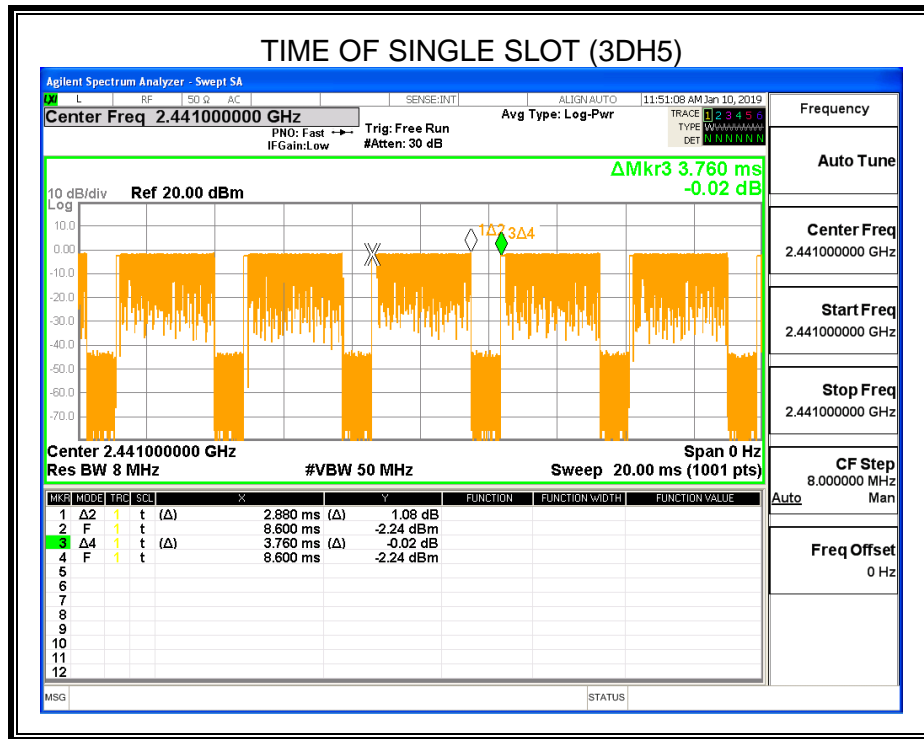 TIME OF SINGLE SLOT (3DH5)
Agilent Spectrum Analyzer - Swept SA
LXI L RF 50 Ω AC SENSE:INT ALIGN AUTO 11:51:08 AM Jan 10, 2019
Center Freq 2.441000000 GHz
PNO: Fast
IFGain:Low
Trig: Free Run
#Atten: 30 dB
Avg Type: Log-Pwr
TRACE 1 2 3 4 5 6
TYPE
DET N N N N N N
ΔMkr3 3.760 ms
-0.02 dB
10 dB/div Ref 20.00 dBm
Log
10.0
0.00
-10.0
-20.0
-30.0
-40.0
-50.0
-60.0
-70.0
1Δ2
3Δ4
Center 2.441000000 GHz Span 0 Hz
Res BW 8 MHz #VBW 50 MHz Sweep 20.00 ms (1001 pts)
MKR MODE TRC SCL X Y FUNCTION FUNCTION WIDTH FUNCTION VALUE
1 Δ2 1 t (Δ) 2.880 ms (Δ) 1.08 dB
2 F 1 t 8.600 ms -2.24 dBm
3 Δ4 1 t (Δ) 3.760 ms (Δ) -0.02 dB
4 F 1 t 8.600 ms -2.24 dBm
5
6
7
8
9
10
11
12
MSG STATUS
Frequency
Auto Tune
Center Freq
2.441000000 GHz
Start Freq
2.441000000 GHz
Stop Freq
2.441000000 GHz
CF Step
8.000000 MHz
Auto Man
Freq Offset
0 Hz